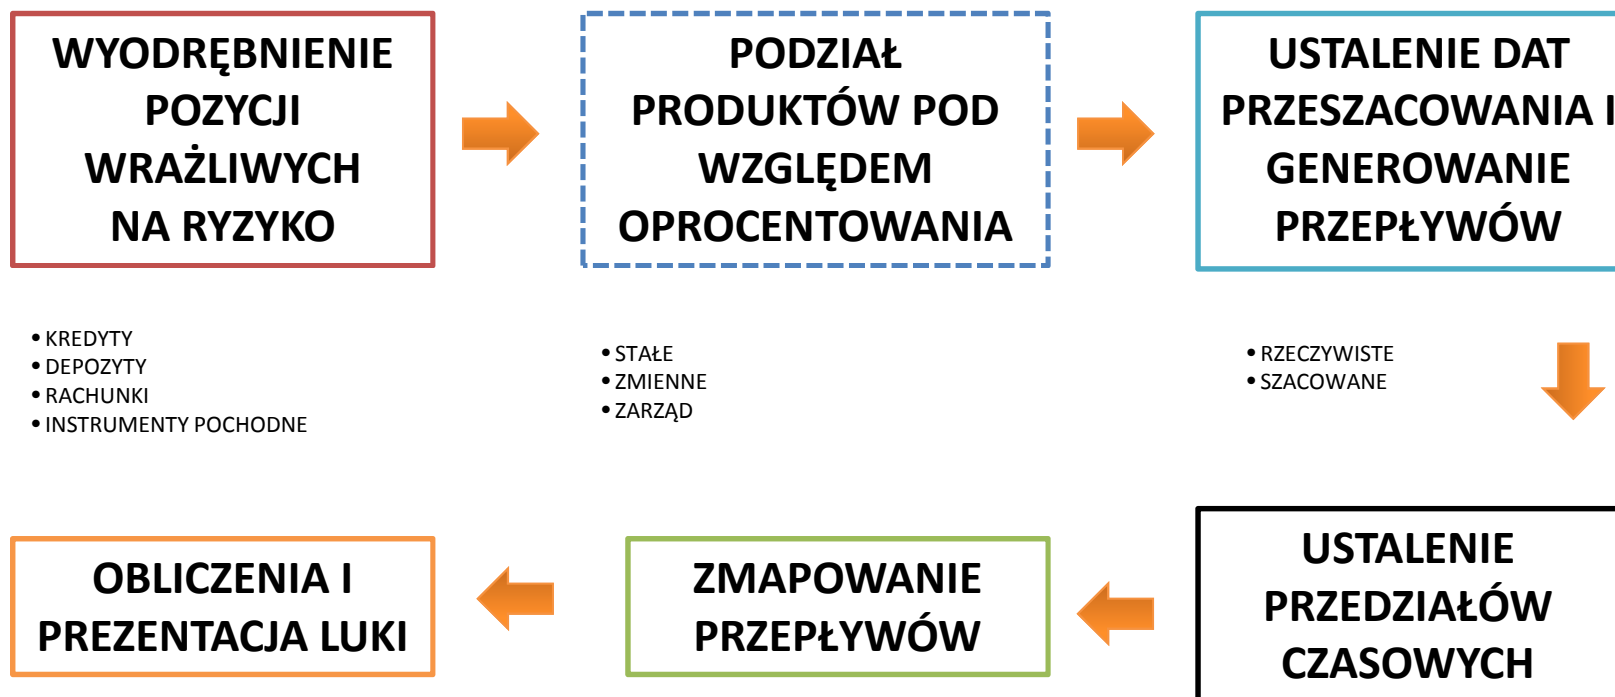 WYODRĘBNIENIE
POZYCJI
WRAŻLIWYCH
NA RYZYKO
PODZIAŁ
PRODUKTÓW POD
WZGLĘDEM
OPROCENTOWANIA
USTALENIE DAT
PRZESZACOWANIA I
GENEROWANIE
PRZEPŁYWÓW
• KREDYTY
• DEPOZYTY
• RACHUNKI
• INSTRUMENTY POCHODNE
• STAŁE
• ZMIENNE
• ZARZĄD
• RZECZYWISTE
• SZACOWANE
OBLICZENIA I
PREZENTACJA LUKI
ZMAPOWANIE
PRZEPŁYWÓW
USTALENIE
PRZEDZIAŁÓW
CZASOWYCH